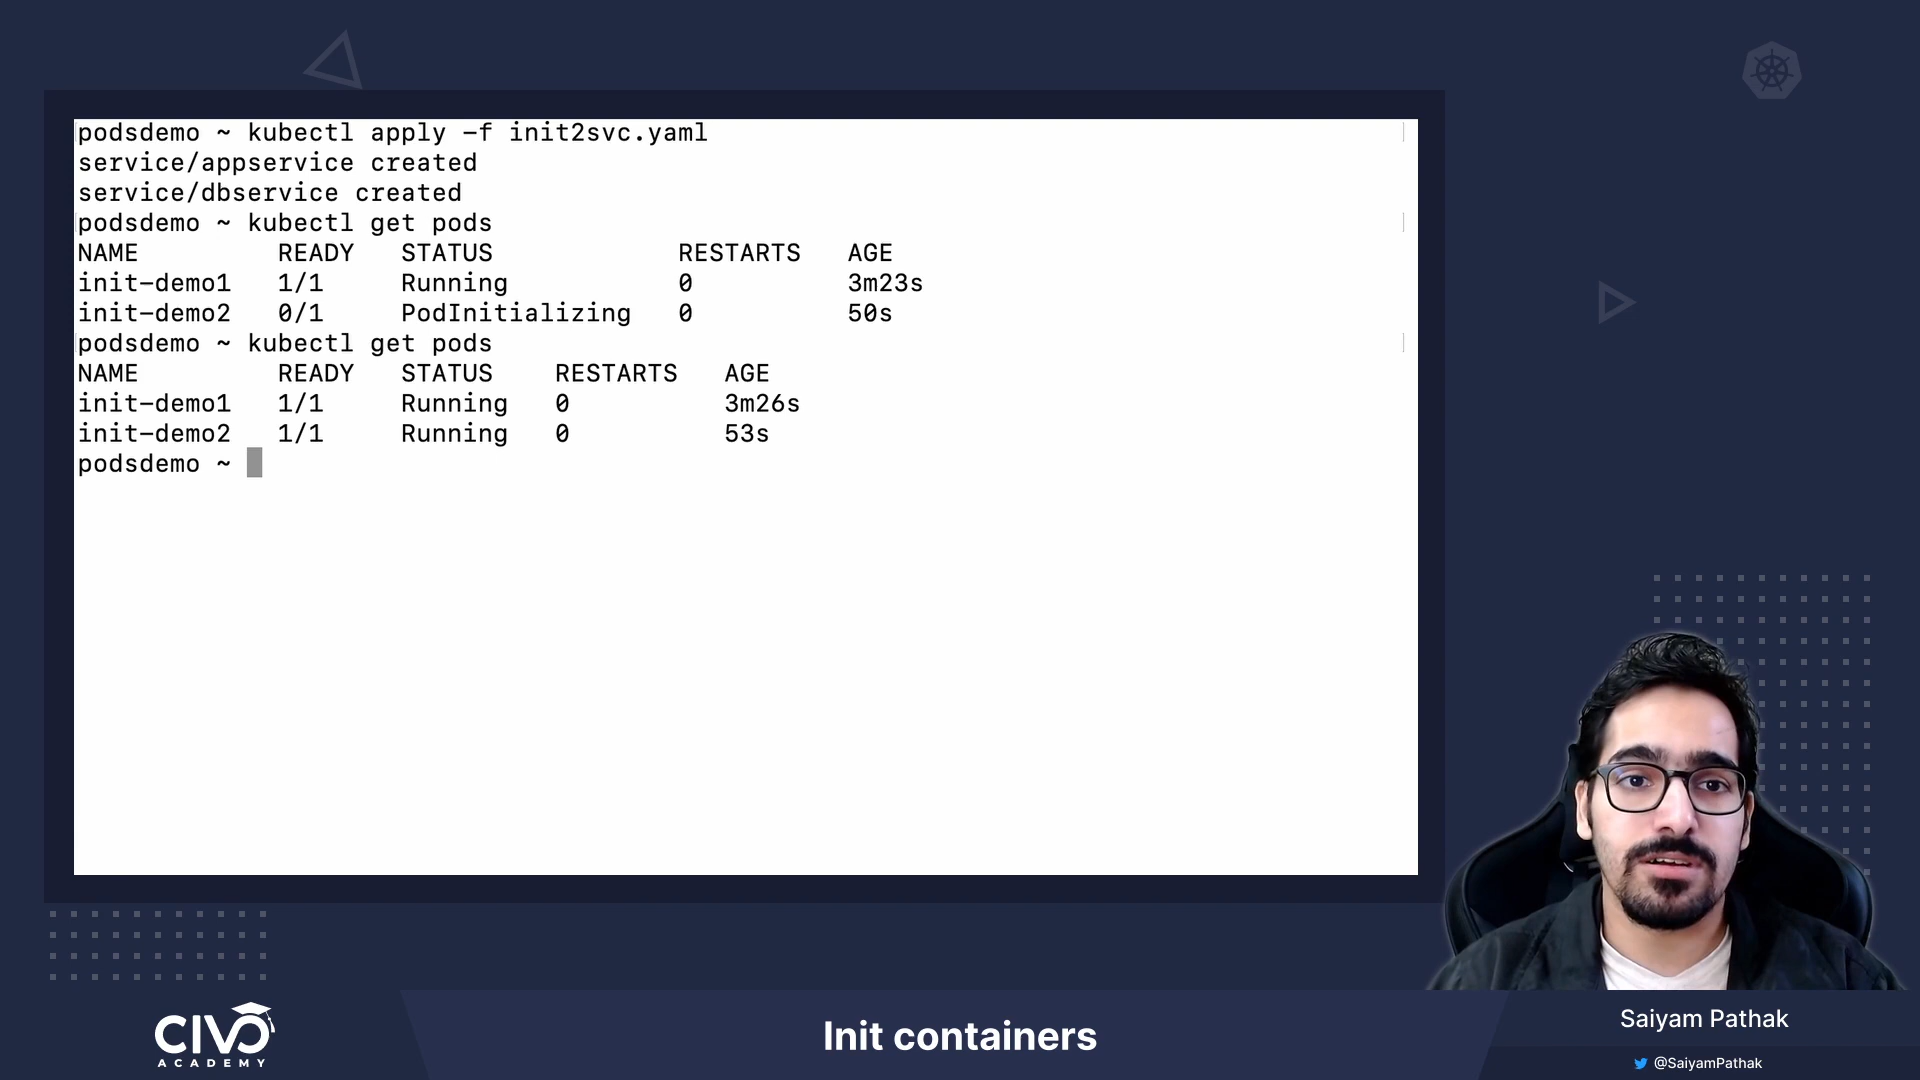 podsdemo ~ kubectl apply -f init2svc.yaml
service/appservice created
service/dbservice created
podsdemo ~ kubectl get pods
NAME READY STATUS RESTARTS AGE
init-demo1 1/1 Running 0 3m23s
init-demo2 0/1 PodInitializing 0 50s
podsdemo ~ kubectl get pods
NAME READY STATUS RESTARTS AGE
init-demo1 1/1 Running 0 3m26s
init-demo2 1/1 Running 0 53s
podsdemo ~
CIVO
ACADEMY
Init containers
Saiyam Pathak
@SaiyamPathak